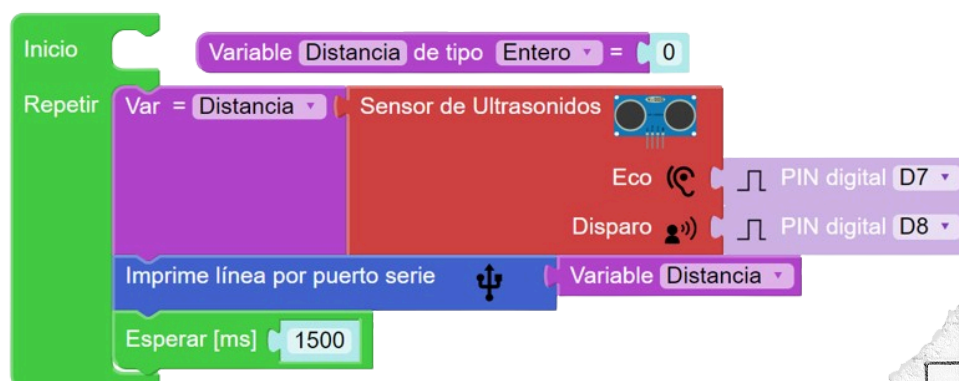 Inicio
Variable Distancia de tipo Entero = 0
Repetir
Var = Distancia
Sensor de Ultrasonidos
Eco
PIN digital D7
Disparo
PIN digital D8
Imprime línea por puerto serie
Variable Distancia
Esperar [ms] 1500